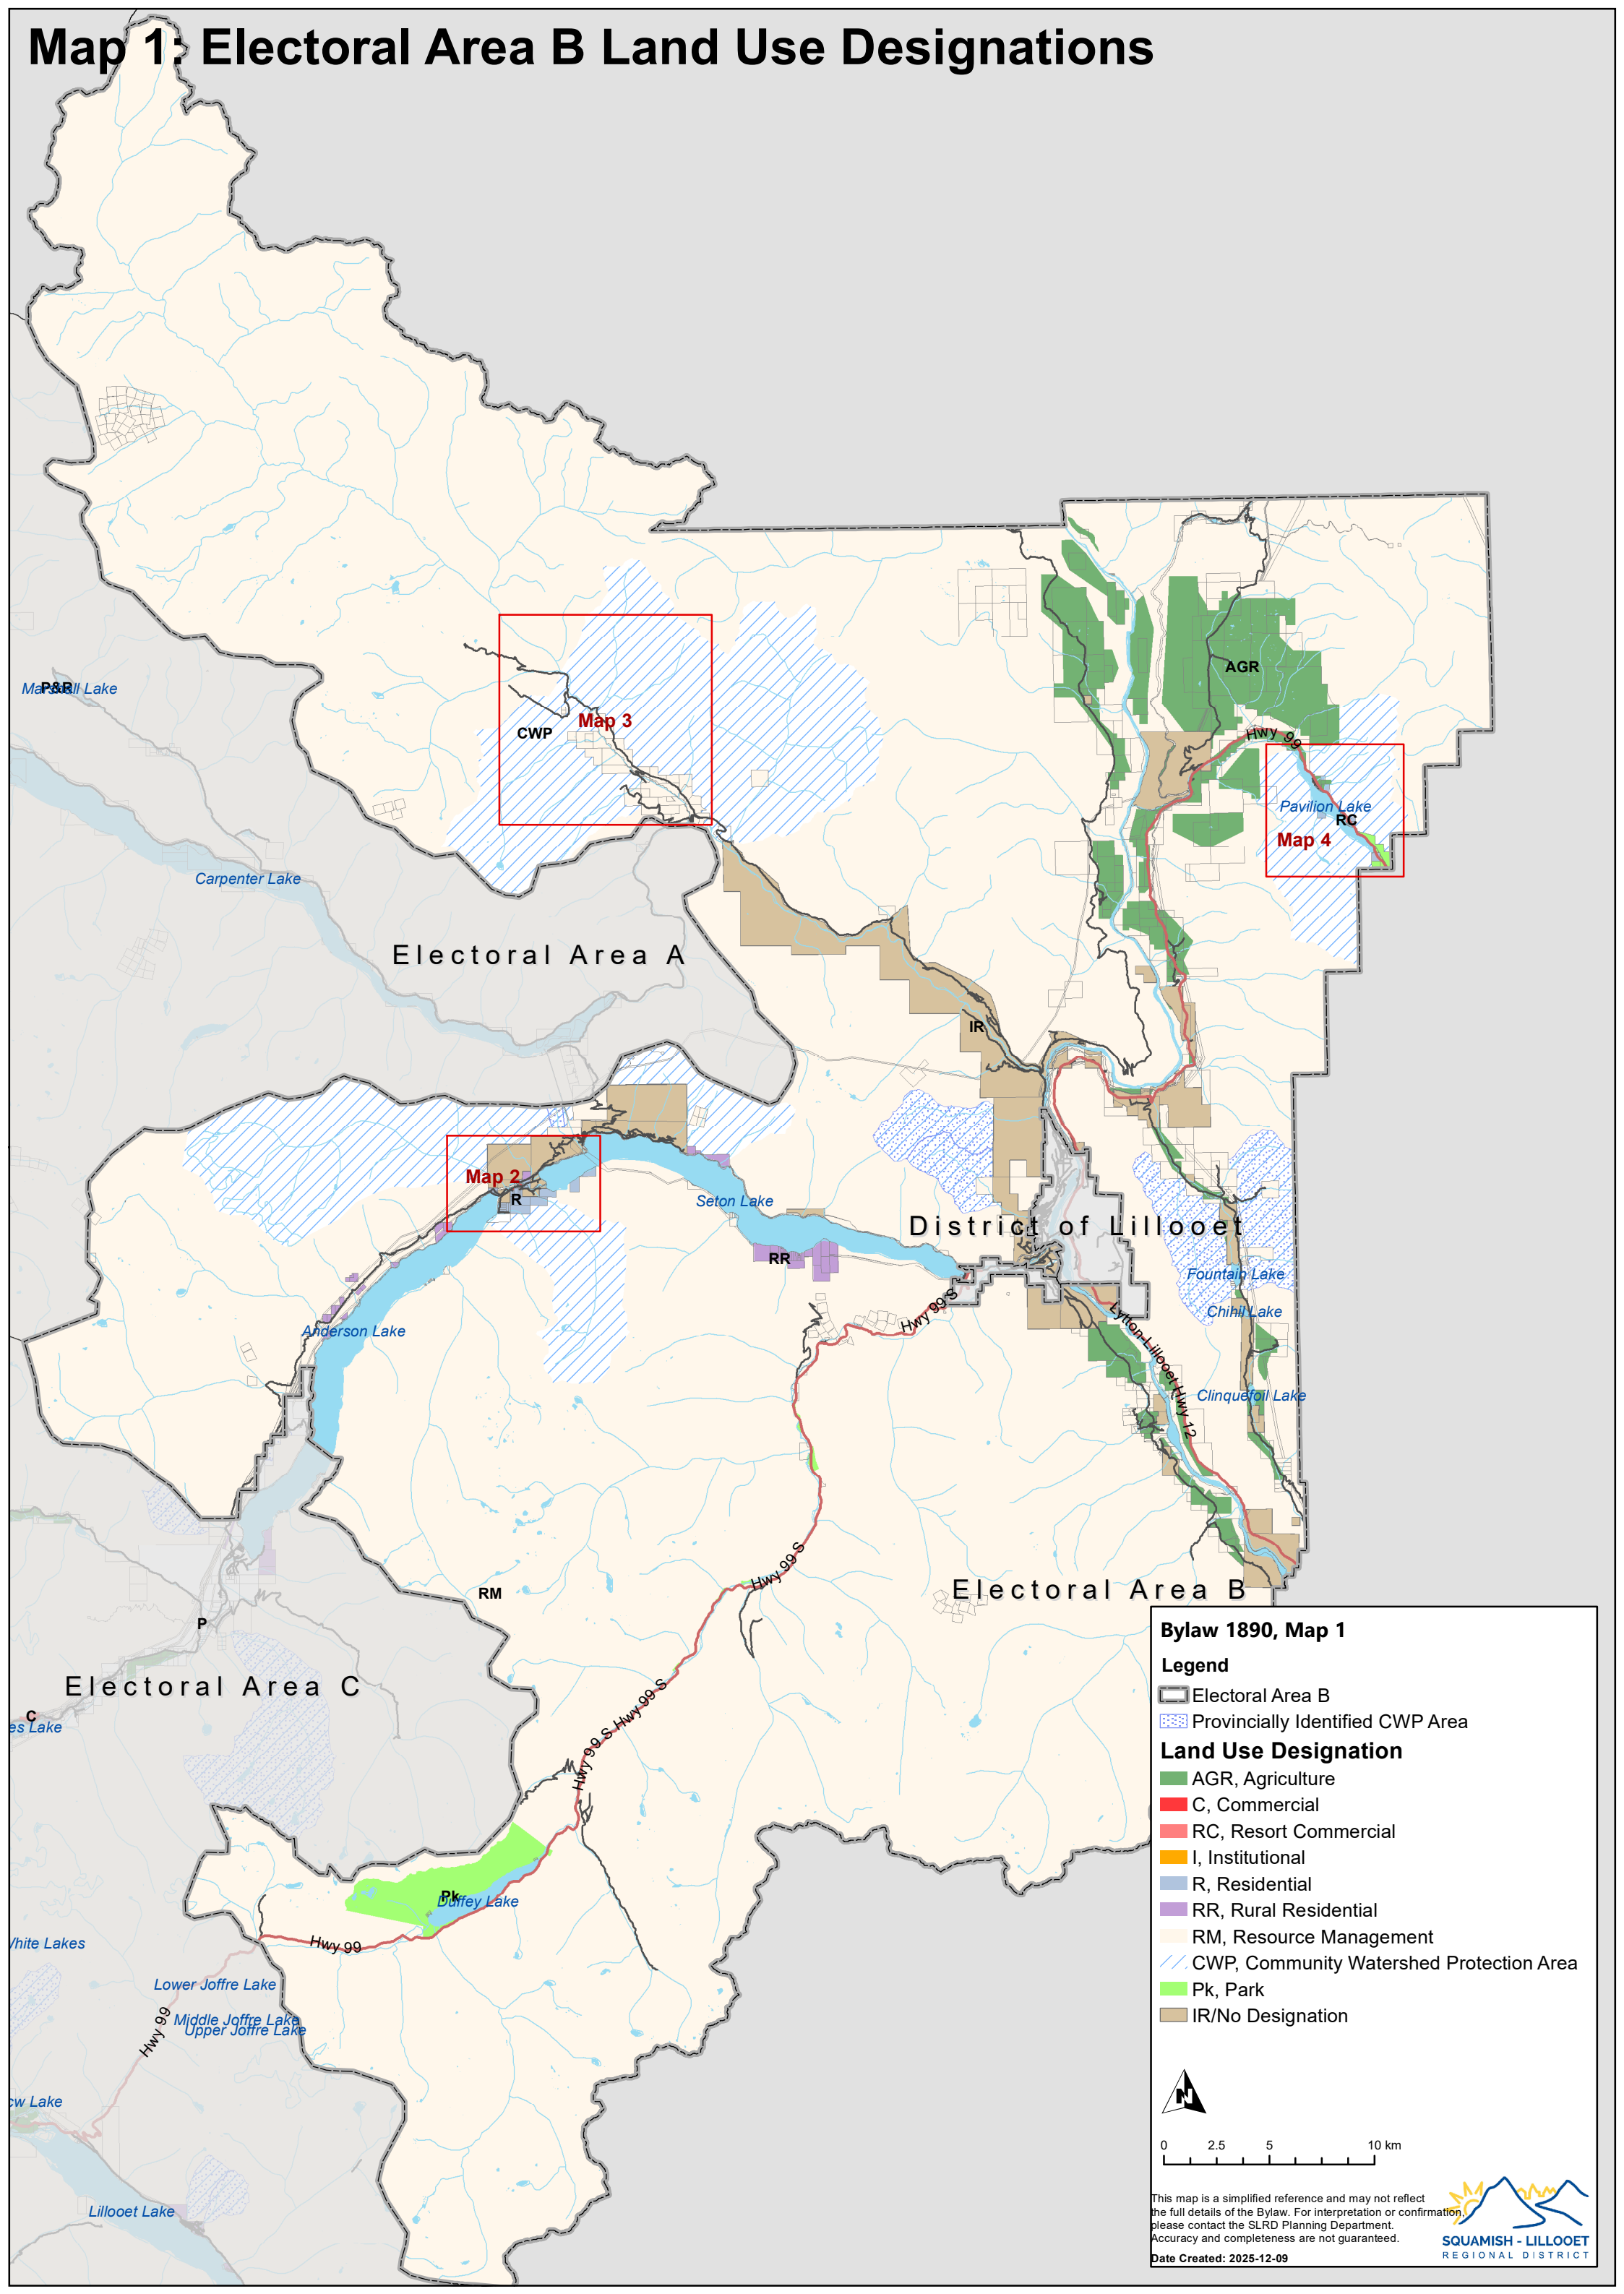 Map 1: Electoral Area B Land Use Designations
AGR
P&R
Marshall Lake
Map 3
CWP
Hwy 99
Pavilion Lake
RC
Map 4
Carpenter Lake
Electoral Area A
IR
Map 2
R
Seton Lake
District of Lillooet
RR
Fountain Lake
Chihil Lake
Hwy 99 S
Anderson Lake
Lytton-Lillooet Hwy 12
Clinquefoil Lake
Hwy 99 S
RM
Electoral Area B
P
Electoral Area C
C
es Lake
Hwy 99 S
Hwy 99 S
Pk
Duffey Lake
Hwy 99
White Lakes
Lower Joffre Lake
Middle Joffre Lake
Upper Joffre Lake
Hwy 99
cw Lake
Lillooet Lake
Bylaw 1890, Map 1
Legend
Electoral Area B
Provincially Identified CWP Area
Land Use Designation
AGR, Agriculture
C, Commercial
RC, Resort Commercial
I, Institutional
R, Residential
RR, Rural Residential
RM, Resource Management
CWP, Community Watershed Protection Area
Pk, Park
IR/No Designation
N
0 2.5 5 10 km
This map is a simplified reference and may not reflect
the full details of the Bylaw. For interpretation or confirmation,
please contact the SLRD Planning Department.
Accuracy and completeness are not guaranteed.
Date Created: 2025-12-09
SQUAMISH - LILLOOET
REGIONAL DISTRICT